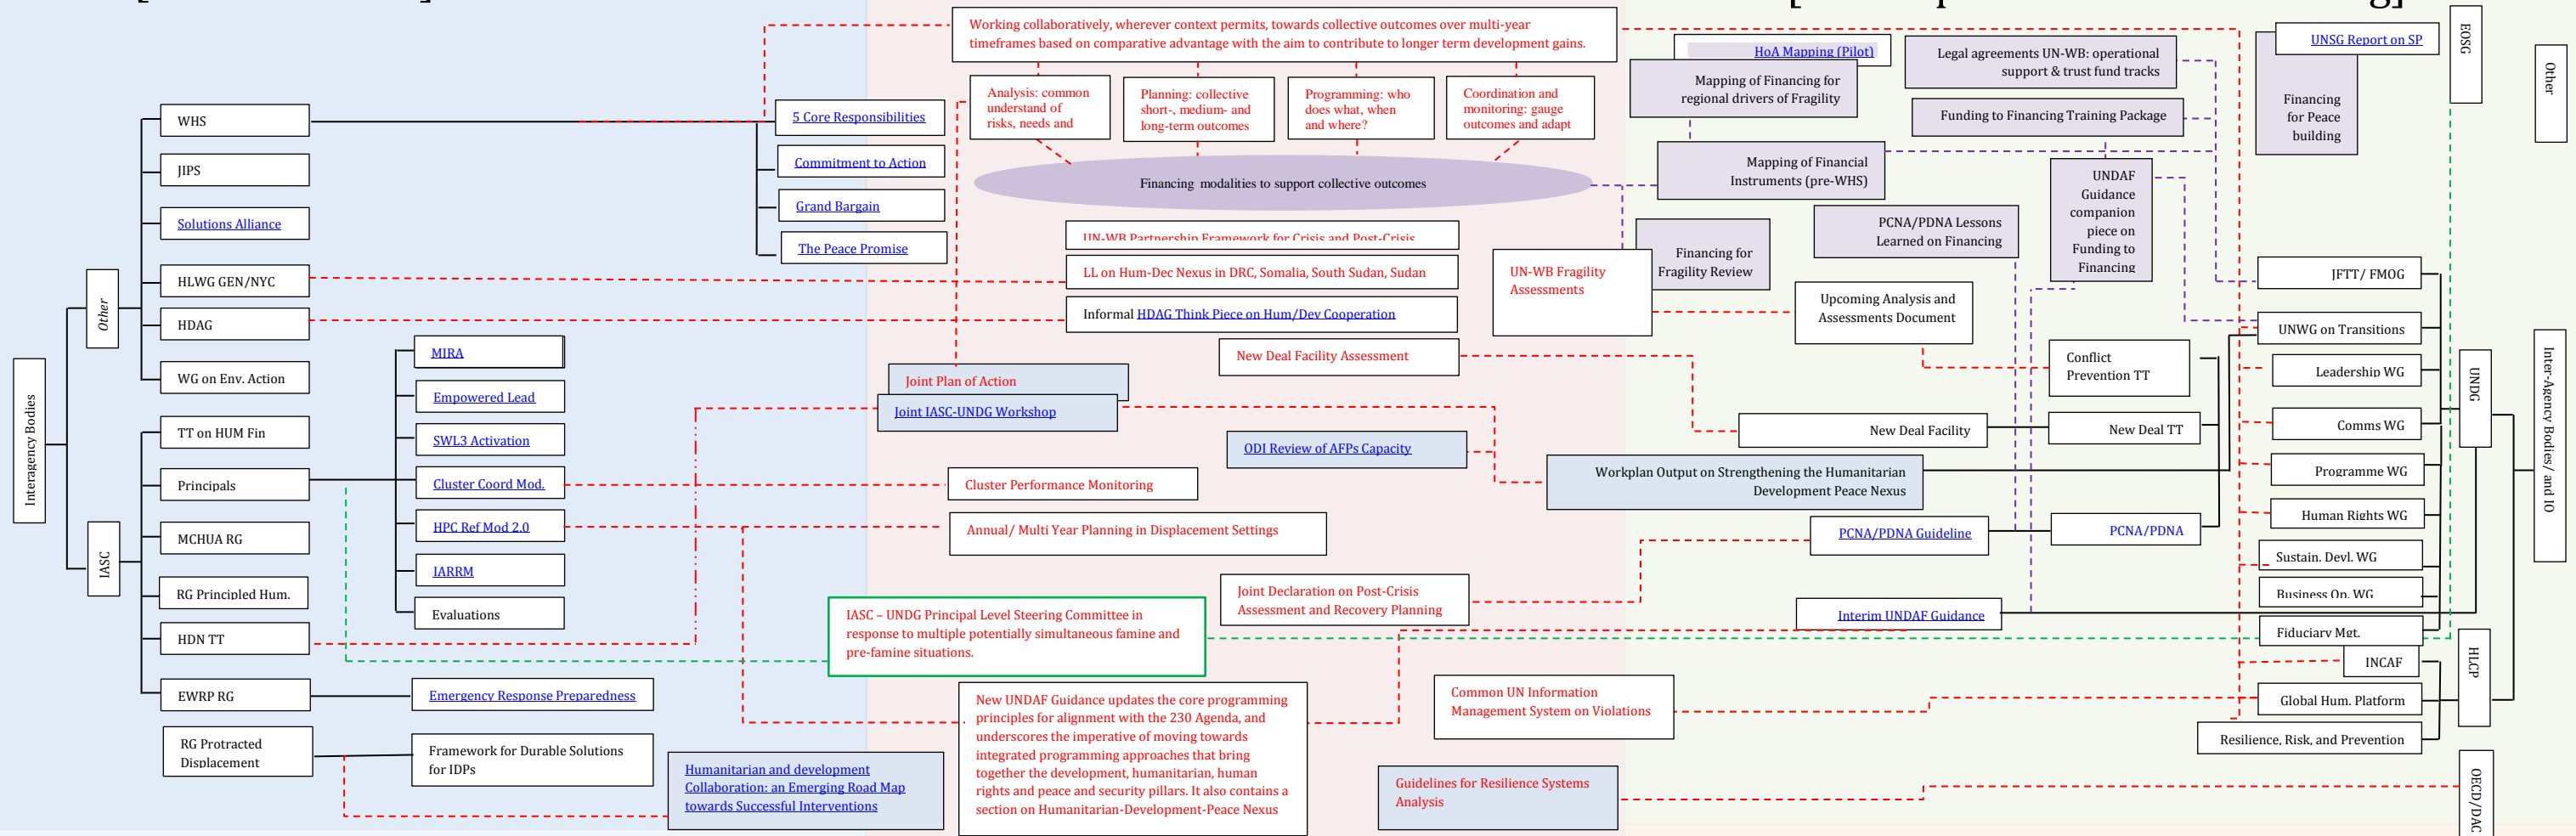 Working collaboratively, wherever context permits, towards collective outcomes over multi-year
timeframes based on comparative advantage with the aim to contribute to longer term development gains.
Analysis: common
understand of
risks, needs and
Planning: collective
short-, medium- and
long-term outcomes
Programming: who
does what, when
and where?
Coordination and
monitoring: gauge
outcomes and adapt
Financing modalities to support collective outcomes
Interagency Bodies
Other
IASC
WHS
JIPS
Solutions Alliance
HLWG GEN/NYC
HDAG
WG on Env. Action
TT on HUM Fin
Principals
MCHUA RG
RG Principled Hum.
HDN TT
EWRP RG
RG Protracted
Displacement
5 Core Responsibilities
Commitment to Action
Grand Bargain
The Peace Promise
MIRA
Empowered Lead
SWL3 Activation
Cluster Coord Mod.
HPC Ref Mod 2.0
IARRM
Evaluations
Emergency Response Preparedness
Framework for Durable Solutions
for IDPs
Humanitarian and development
Collaboration: an Emerging Road Map
towards Successful Interventions
UN-WB Partnership Framework for Crisis and Post-Crisis
LL on Hum-Dec Nexus in DRC, Somalia, South Sudan, Sudan
Informal HDAG Think Piece on Hum/Dev Cooperation
New Deal Facility Assessment
Joint Plan of Action
Joint IASC-UNDG Workshop
ODI Review of AFPs Capacity
Cluster Performance Monitoring
Annual/ Multi Year Planning in Displacement Settings
Joint Declaration on Post-Crisis
Assessment and Recovery Planning
IASC – UNDG Principal Level Steering Committee in
response to multiple potentially simultaneous famine and
pre-famine situations.
New UNDAF Guidance updates the core programming
principles for alignment with the 230 Agenda, and
underscores the imperative of moving towards
integrated programming approaches that bring
together the development, humanitarian, human
rights and peace and security pillars. It also contains a
section on Humanitarian-Development-Peace Nexus
Common UN Information
Management System on Violations
Guidelines for Resilience Systems
Analysis
HoA Mapping (Pilot)
Mapping of Financing for
regional drivers of Fragility
Legal agreements UN-WB: operational
support & trust fund tracks
Funding to Financing Training Package
Mapping of Financial
Instruments (pre-WHS)
UNDAF
Guidance
companion
piece on
Funding to
Financing
PCNA/PDNA Lessons
Learned on Financing
Financing for
Fragility Review
UN-WB Fragility
Assessments
Upcoming Analysis and
Assessments Document
Conflict
Prevention TT
New Deal Facility
New Deal TT
Workplan Output on Strengthening the Humanitarian
Development Peace Nexus
PCNA/PDNA Guideline
PCNA/PDNA
Interim UNDAF Guidance
UNSG Report on SP
Financing
for Peace
building
JFTT/ FMOG
UNWG on Transitions
Leadership WG
Comms WG
Programme WG
Human Rights WG
Sustain. Devl. WG
Business Op. WG
Fiduciary Mgt.
INCAF
Global Hum. Platform
Resilience, Risk, and Prevention
EOSG
Other
UNDG
HLCP
OECD/DAC
Inter-Agency Bodies/ and IO